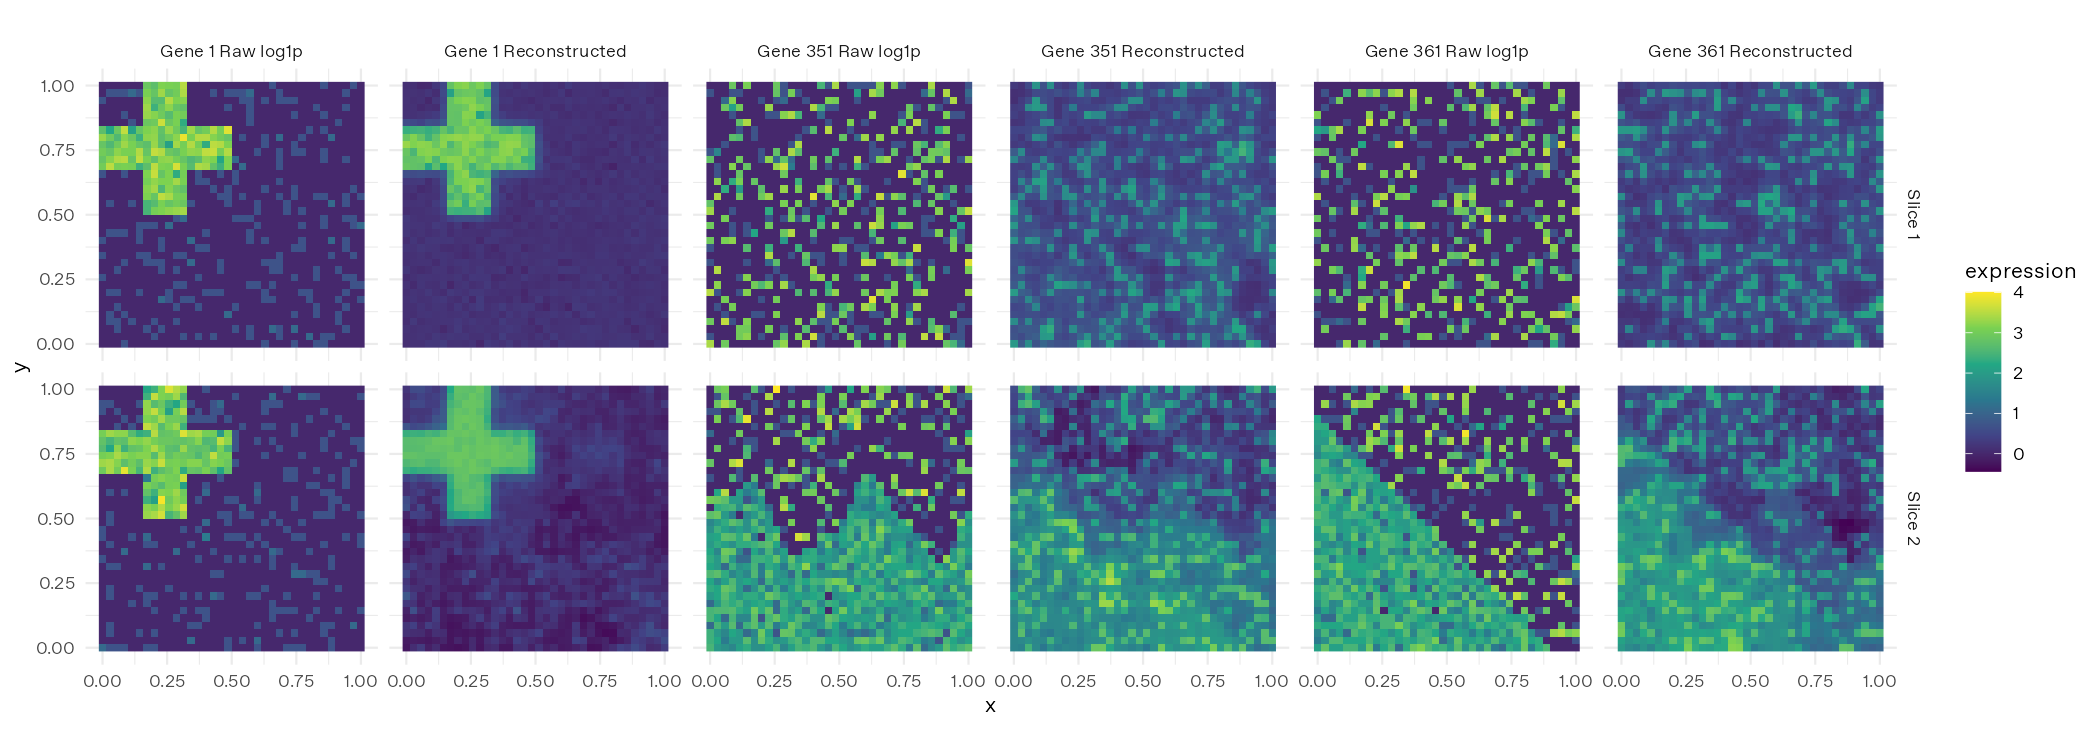 Gene 1 Raw log1p
Gene 1 Reconstructed
Gene 351 Raw log1p
Gene 351 Reconstructed
Gene 361 Raw log1p
Gene 361 Reconstructed
1.00
0.75
0.50
0.25
0.00
Slice 1
1.00
0.75
0.50
0.25
0.00
Slice 2
y
0.00 0.25 0.50 0.75 1.00
0.00 0.25 0.50 0.75 1.00
0.00 0.25 0.50 0.75 1.00
0.00 0.25 0.50 0.75 1.00
0.00 0.25 0.50 0.75 1.00
0.00 0.25 0.50 0.75 1.00
x
expression
4
3
2
1
0